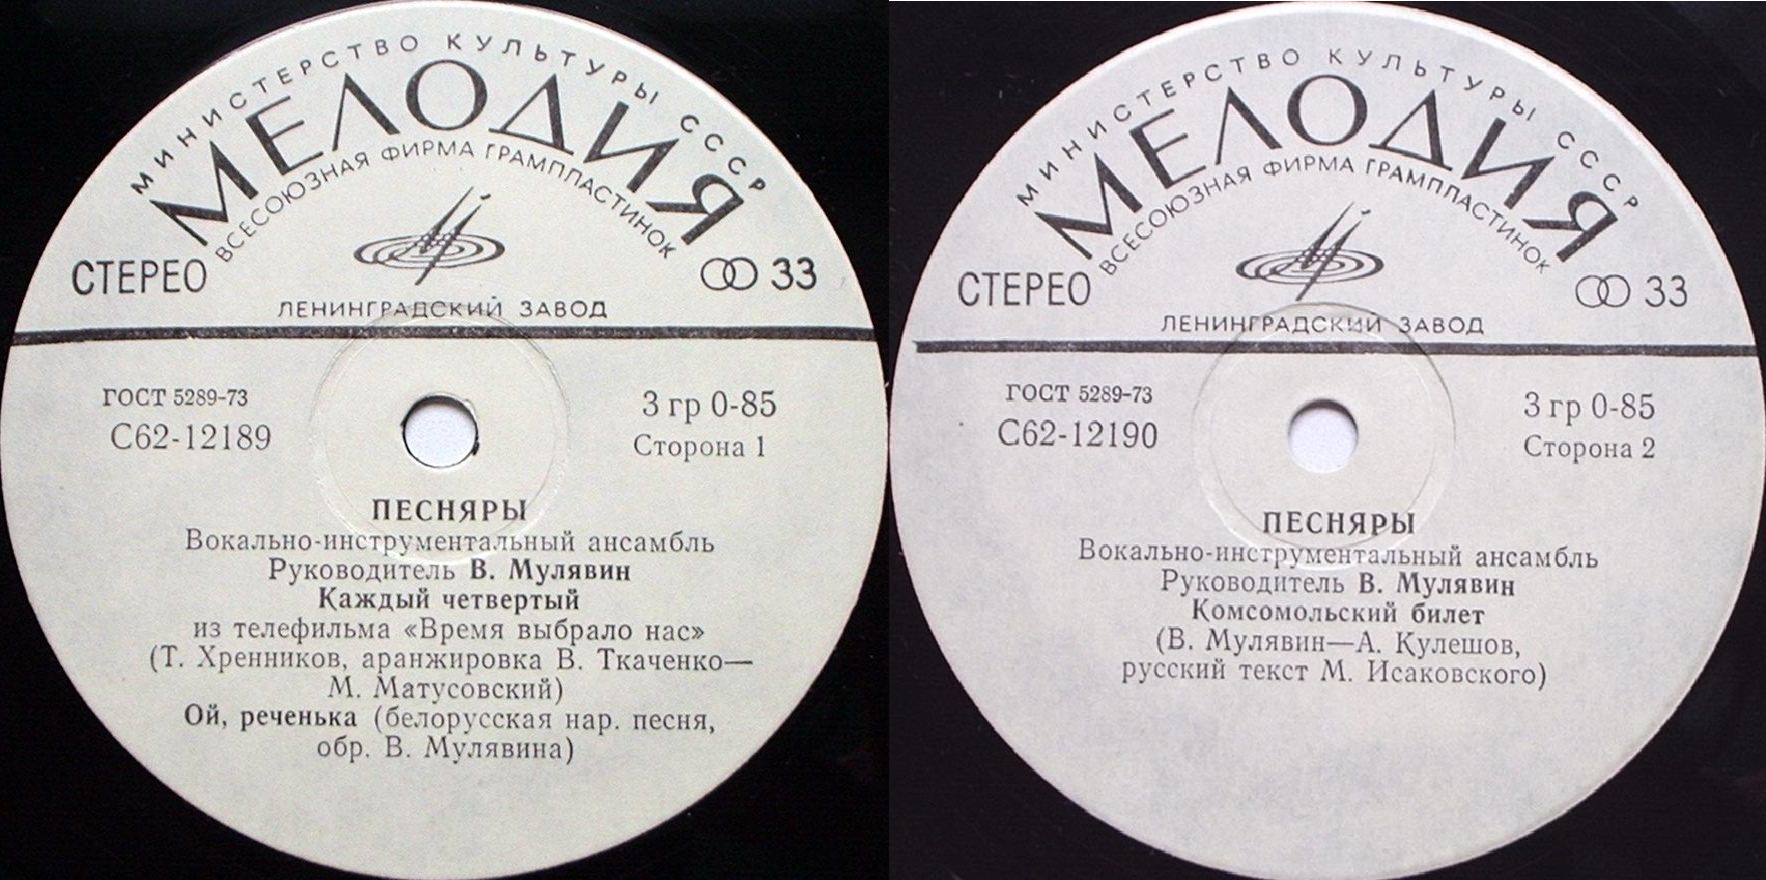 МИНИСТЕРСТВО КУЛЬТУРЫ СССР
МЕЛОДИЯ
ВСЕСОЮЗНАЯ ФИРМА ГРАМПЛАСТИНОК
СТЕРЕО
33
ЛЕНИНГРАДСКИЙ ЗАВОД
ГОСТ 5289-73
3 гр 0-85
С62-12189
Сторона 1
ПЕСНЯРЫ
Вокально-инструментальный ансамбль
Руководитель В. Мулявин
Каждый четвертый
из телефильма «Время выбрало нас»
(Т. Хренников, аранжировка В. Ткаченко—
М. Матусовский)
Ой, реченька (белорусская нар. песня,
обр. В. Мулявина)
МИНИСТЕРСТВО КУЛЬТУРЫ СССР
МЕЛОДИЯ
ВСЕСОЮЗНАЯ ФИРМА ГРАМПЛАСТИНОК
СТЕРЕО
33
ЛЕНИНГРАДСКИЙ ЗАВОД
ГОСТ 5289-73
3 гр 0-85
С62-12190
Сторона 2
ПЕСНЯРЫ
Вокально-инструментальный ансамбль
Руководитель В. Мулявин
Комсомольский билет
(В. Мулявин—А. Кулешов,
русский текст М. Исаковского)